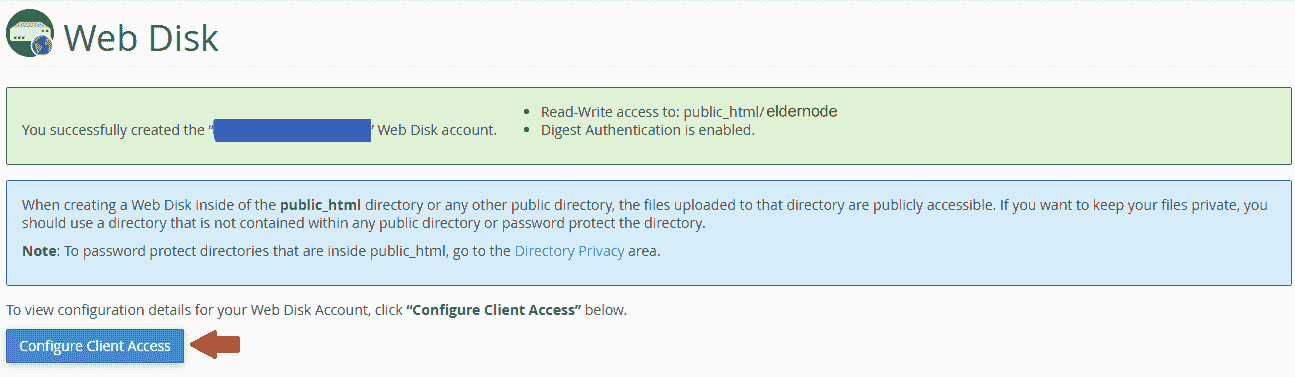 Web Disk
You successfully created the “ ” Web Disk account.
Read-Write access to: public_html/eldernode
Digest Authentication is enabled.
When creating a Web Disk inside of the public_html directory or any other public directory, the files uploaded to that directory are publicly accessible. If you want to keep your files private, you
should use a directory that is not contained within any public directory or password protect the directory.
Note: To password protect directories that are inside public_html, go to the Directory Privacy area.
To view configuration details for your Web Disk Account, click “Configure Client Access” below.
Configure Client Access